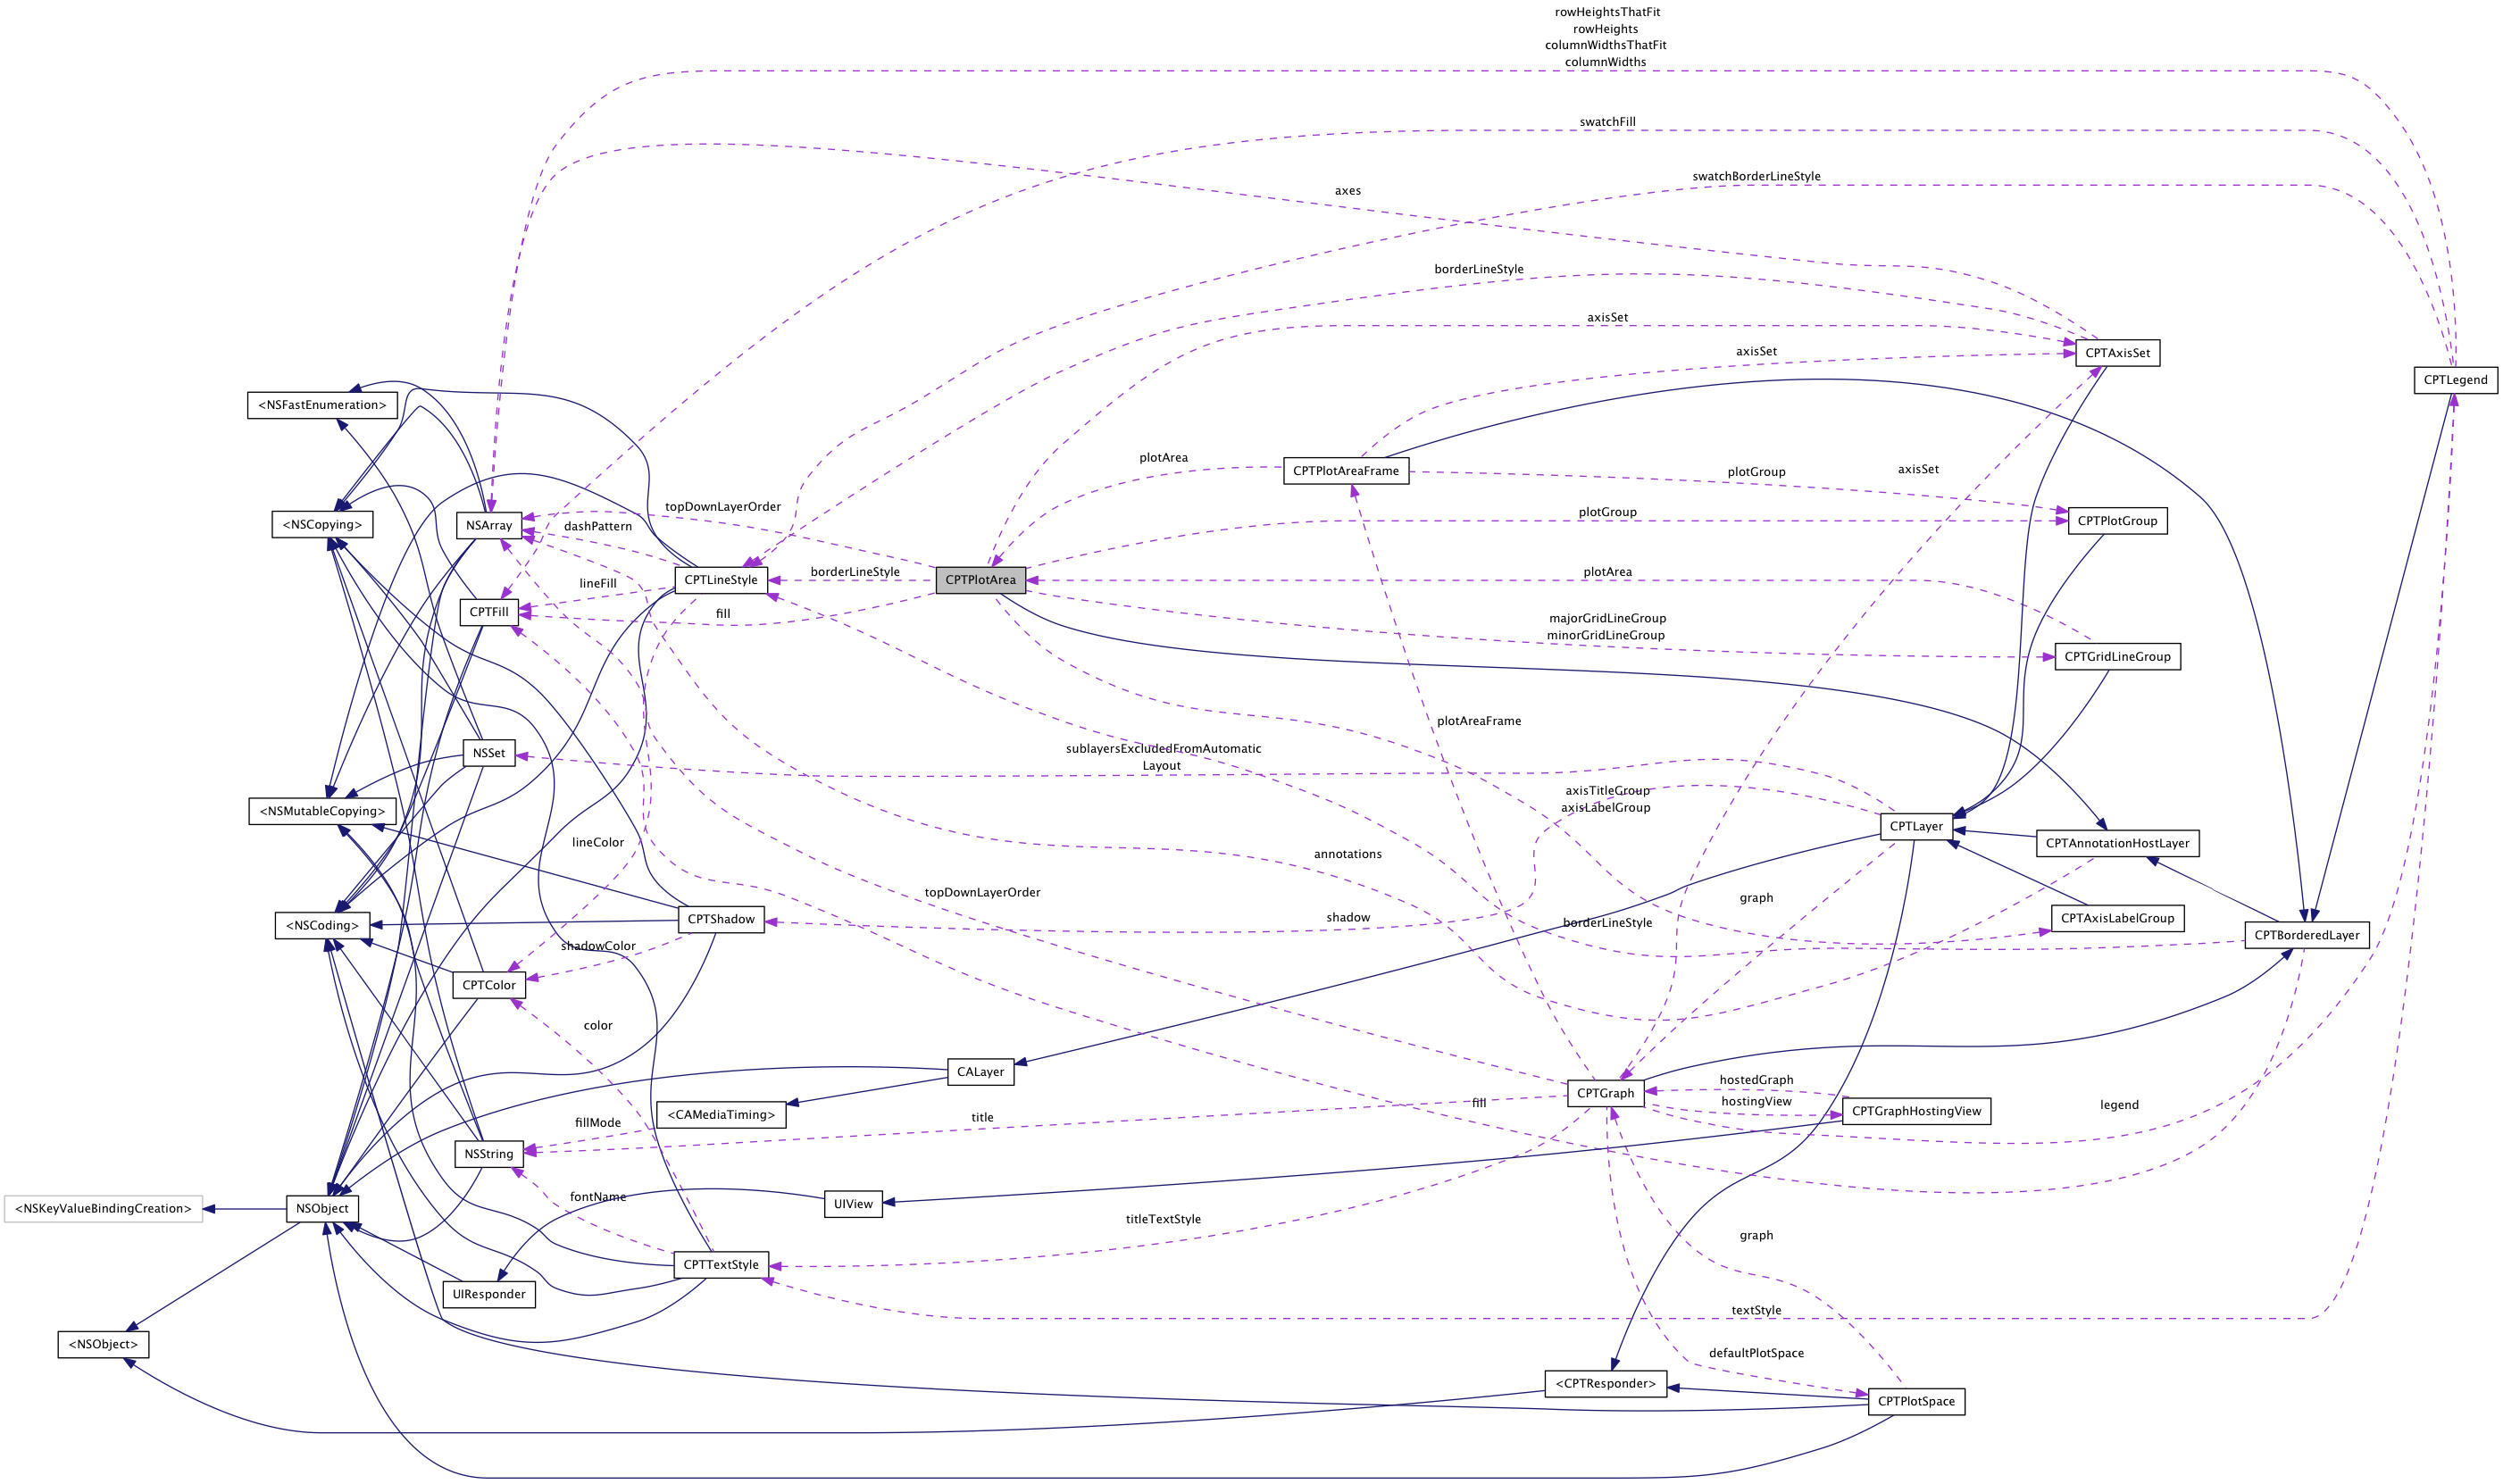 rowHeightsThatFit
rowHeights
columnWidthsThatFit
columnWidths
swatchFill
swatchBorderLineStyle
axes
borderLineStyle
axisSet
axisSet
CPTAxisSet
CPTLegend
<NSFastEnumeration>
plotArea
CPTPlotAreaFrame
axisSet
plotGroup
topDownLayerOrder
plotGroup
CPTPlotGroup
<NSCopying>
NSArray
dashPattern
borderLineStyle
CPTLineStyle
CPTPlotArea
plotArea
lineFill
CPTFill
fill
majorGridLineGroup
minorGridLineGroup
CPTGridLineGroup
plotAreaFrame
NSSet
sublayersExcludedFromAutomatic
Layout
axisTitleGroup
axisLabelGroup
<NSMutableCopying>
CPTLayer
CPTAnnotationHostLayer
lineColor
annotations
topDownLayerOrder
graph
<NSCoding>
CPTShadow
shadow
borderLineStyle
CPTAxisLabelGroup
CPTBorderedLayer
shadowColor
CPTColor
color
CALayer
hostedGraph
CPTGraph
hostingView
CPTGraphHostingView
<CAMediaTiming>
fillMode
title
fill
legend
NSString
fontName
<NSKeyValueBindingCreation>
NSObject
UIView
titleTextStyle
graph
CPTTextStyle
UIResponder
textStyle
<NSObject>
defaultPlotSpace
<CPTResponder>
CPTPlotSpace